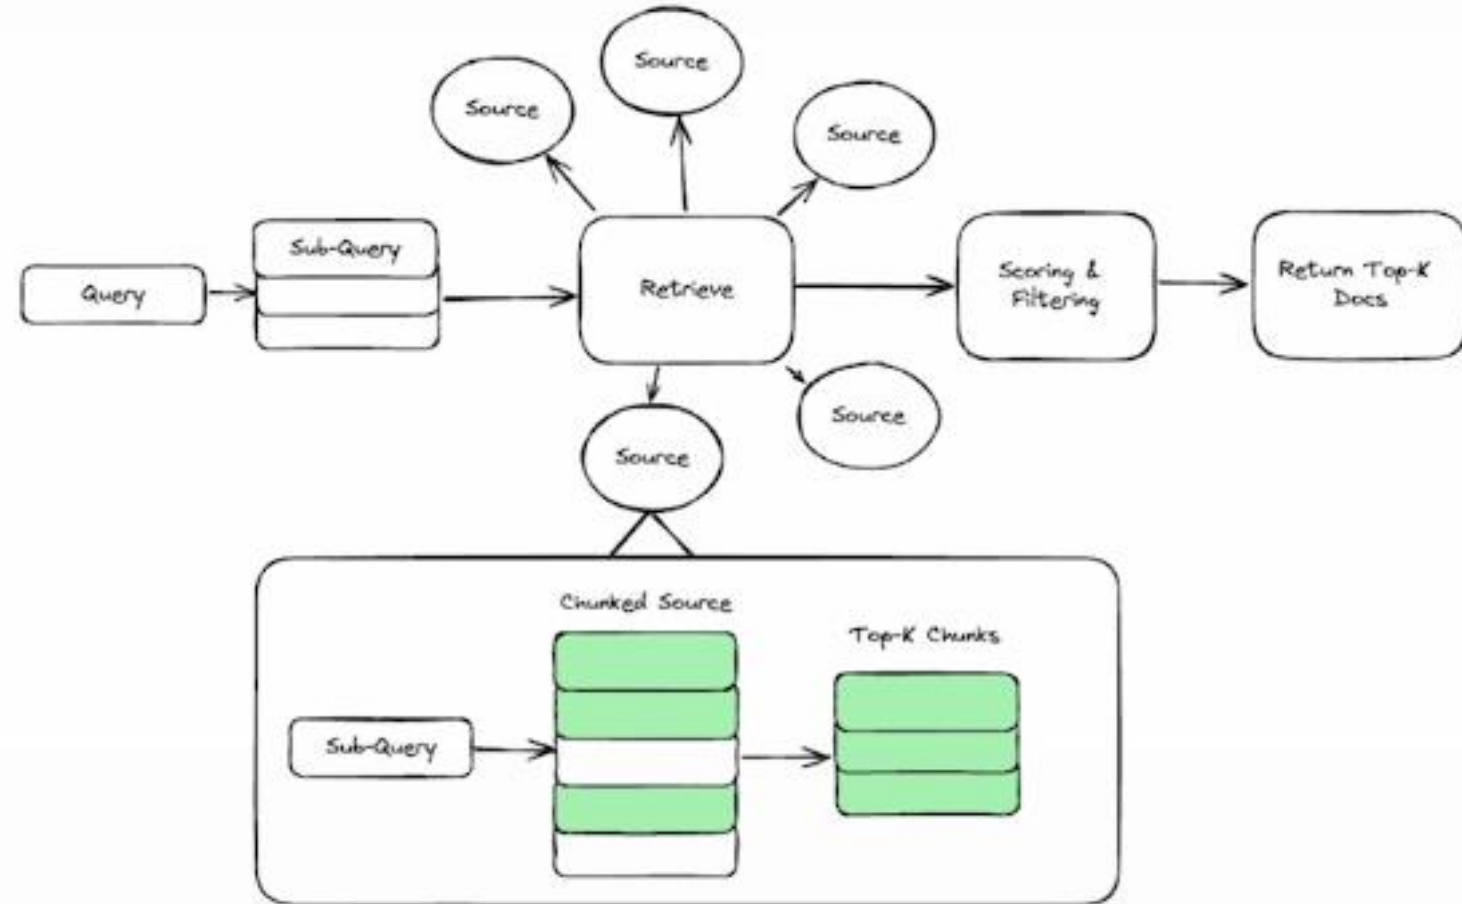 Source
Source
Source
Sub-Query
Query
Retrieve
Scoring &
Filtering
Return Top-K
Docs
Source
Source
Chunked Source
Top-K Chunks
Sub-Query